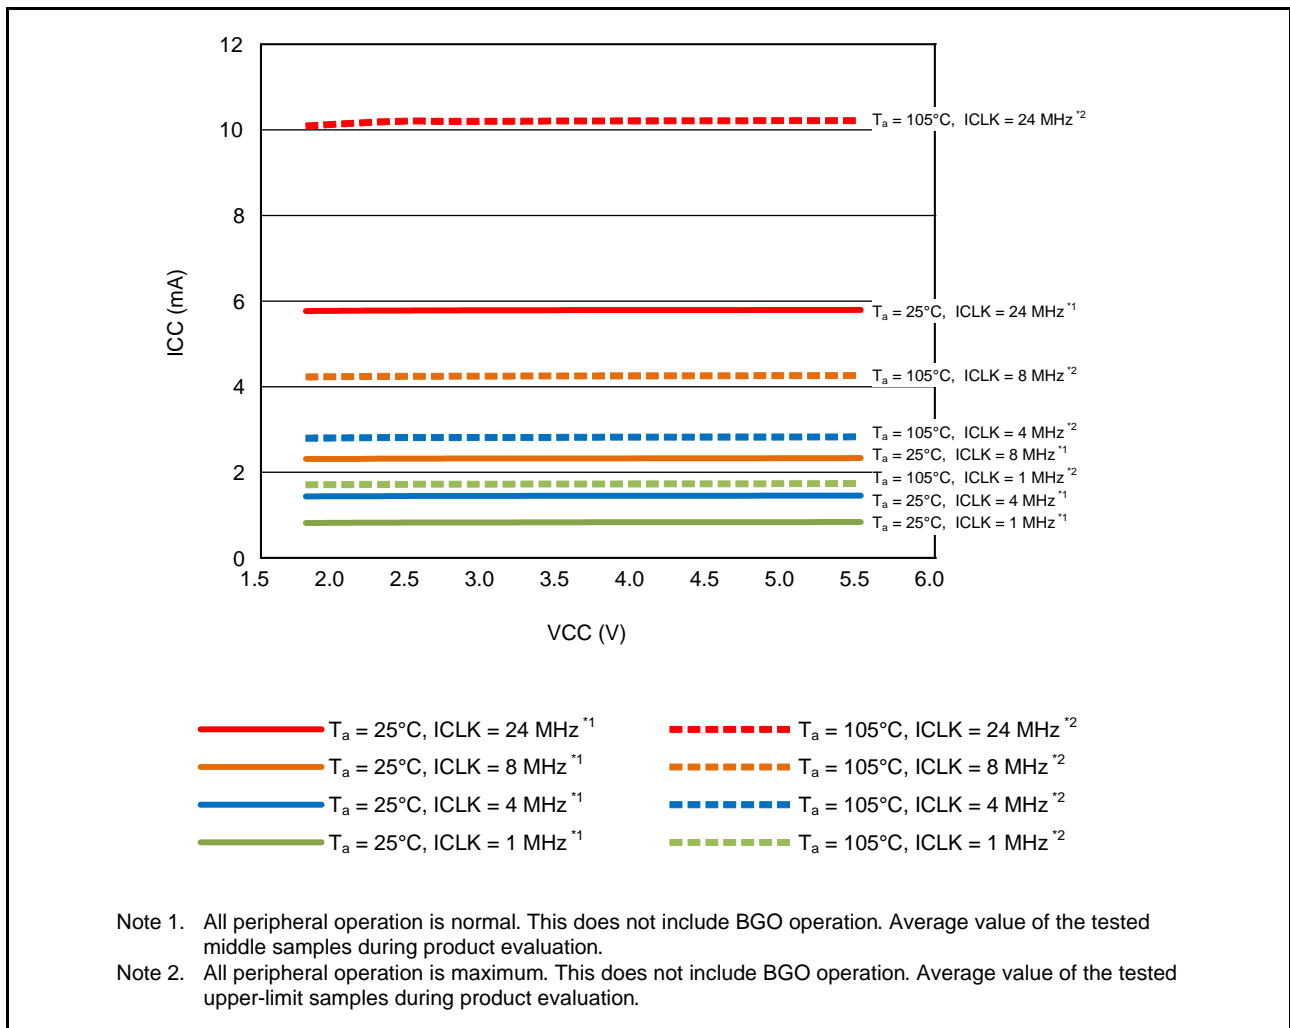 12
10
8
6
4
2
0
ICC (mA)
1.5 2.0 2.5 3.0 3.5 4.0 4.5 5.0 5.5 6.0
VCC (V)
Ta = 105°C, ICLK = 24 MHz *2
Ta = 25°C, ICLK = 24 MHz *1
Ta = 105°C, ICLK = 8 MHz *2
Ta = 105°C, ICLK = 4 MHz *2
Ta = 25°C, ICLK = 8 MHz *1
Ta = 105°C, ICLK = 1 MHz *2
Ta = 25°C, ICLK = 4 MHz *1
Ta = 25°C, ICLK = 1 MHz *1
Ta = 25°C, ICLK = 24 MHz *1
Ta = 105°C, ICLK = 24 MHz *2
Ta = 25°C, ICLK = 8 MHz *1
Ta = 105°C, ICLK = 8 MHz *2
Ta = 25°C, ICLK = 4 MHz *1
Ta = 105°C, ICLK = 4 MHz *2
Ta = 25°C, ICLK = 1 MHz *1
Ta = 105°C, ICLK = 1 MHz *2
Note 1. All peripheral operation is normal. This does not include BGO operation. Average value of the tested
middle samples during product evaluation.
Note 2. All peripheral operation is maximum. This does not include BGO operation. Average value of the tested
upper-limit samples during product evaluation.